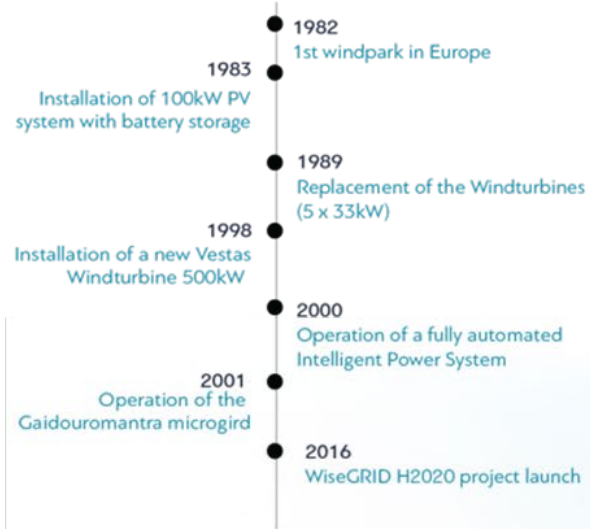 1982
1st windpark in Europe
1983
Installation of 100kW PV
system with battery storage
1989
Replacement of the Windturbines
(5 x 33kW)
1998
Installation of a new Vestas
Windturbine 500kW
2000
Operation of a fully automated
Intelligent Power System
2001
Operation of the
Gaidouromantra microgird
2016
WiseGRID H2020 project launch